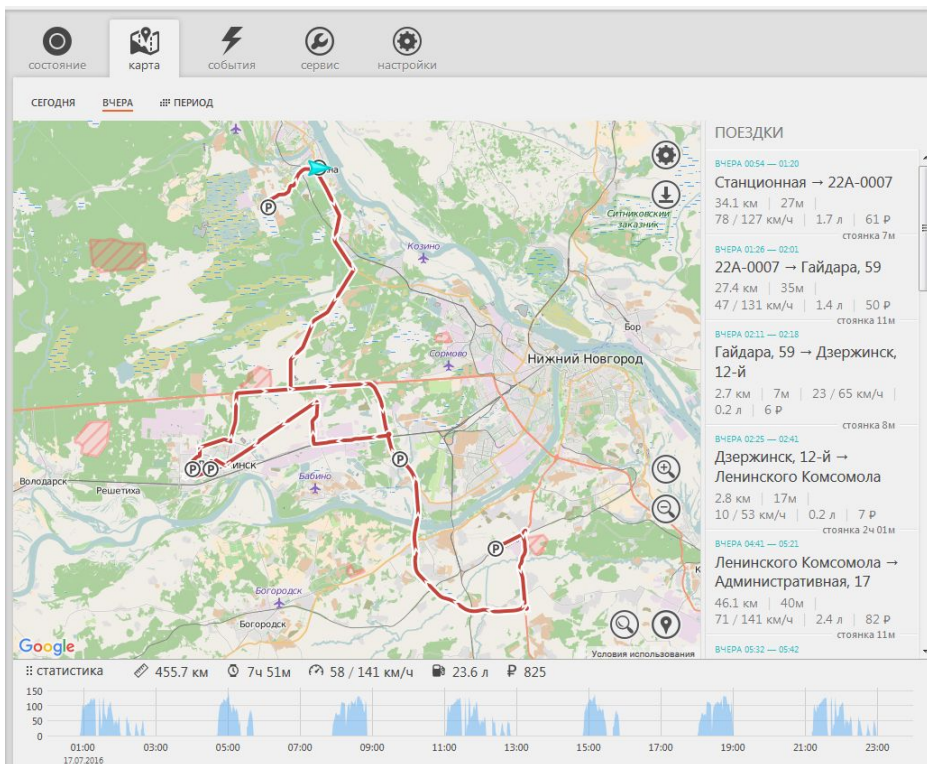 состояние
карта
события
сервис
настройки
СЕГОДНЯ
ВЧЕРА
ПЕРИОД
Козино
Ситниковский
заказник
Бор
Сормово
Нижний Новгород
инск
Володарск
Решетиха
Бабино
Богородск
Богородск
P
P P
P
P
Google
Условия использования
ПОЕЗДКИ
ВЧЕРА 00:54 — 01:20
Станционная → 22А-0007
34.1 км | 27м |
78 / 127 км/ч | 1.7 л | 61 ₽
стоянка 7м
ВЧЕРА 01:26 — 02:01
22А-0007 → Гайдара, 59
27.4 км | 35м |
47 / 131 км/ч | 1.4 л | 50 ₽
стоянка 11м
ВЧЕРА 02:11 — 02:18
Гайдара, 59 → Дзержинск,
12-й
2.7 км | 7м | 23 / 65 км/ч |
0.2 л | 6 ₽
стоянка 8м
ВЧЕРА 02:25 — 02:41
Дзержинск, 12-й →
Ленинского Комсомола
2.8 км | 17м |
10 / 53 км/ч | 0.2 л | 7 ₽
стоянка 2ч 01м
ВЧЕРА 04:41 — 05:21
Ленинского Комсомола →
Административная, 17
46.1 км | 40м |
71 / 141 км/ч | 2.4 л | 82 ₽
стоянка 11м
ВЧЕРА 05:32 — 05:42
статистика 455.7 км 7ч 51м 58 / 141 км/ч 23.6 л ₽ 825
150
100
50
0
01:00 03:00 05:00 07:00 09:00 11:00 13:00 15:00 17:00 19:00 21:00 23:00
17.07.2016